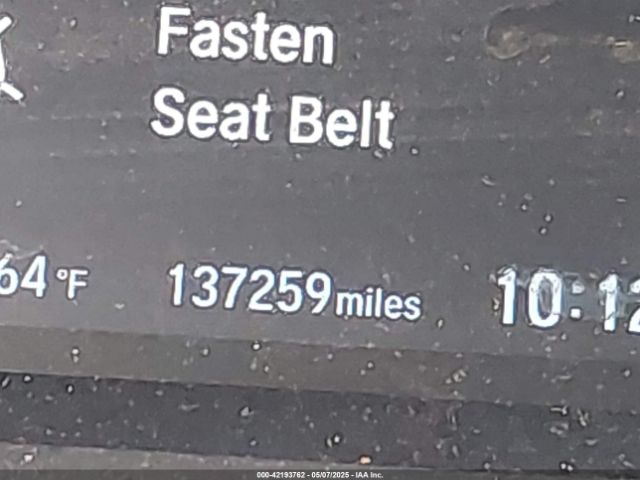 Fasten
Seat Belt
64°F 137259 miles 10:12
000-42193762 - 05/07/2025 - IAA Inc.